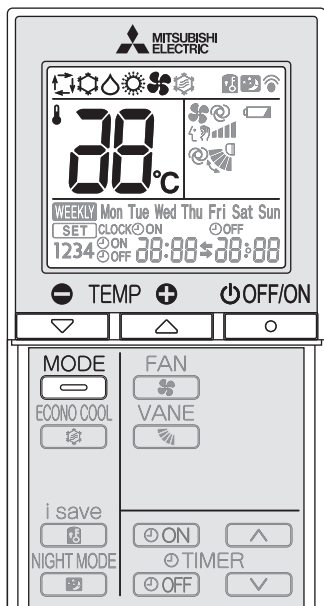 MITSUBISHI
ELECTRIC
°C
WEEKLY Mon Tue Wed Thu Fri Sat Sun
SET CLOCK ON OFF
1234 ON OFF 88:88 88:88
TEMP OFF/ON
MODE FAN
ECONO COOL VANE
i save
ON
NIGHT MODE TIMER
OFF